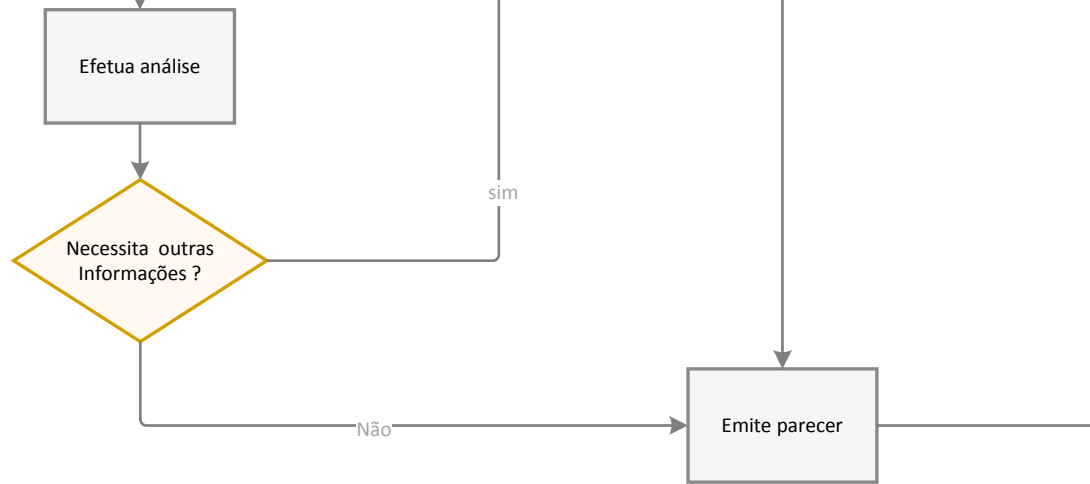 Efetua análise
sim
Necessita outras
Informações ?
Não
Emite parecer